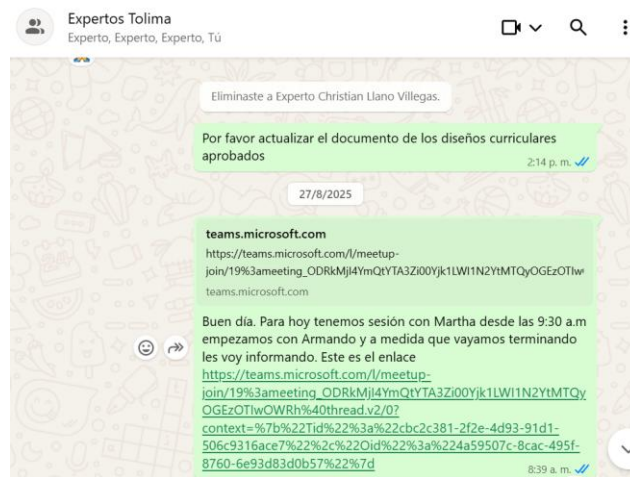 Expertos Tolima
Experto, Experto, Experto, Tú
Eliminaste a Experto Christian Llano Villegas.
Por favor actualizar el documento de los diseños curriculares
aprobados
2:14 p. m.
27/8/2025
teams.microsoft.com
https://teams.microsoft.com/l/meetup-
join/19%3ameeting_ODRkMjI4YmQtYTA3Zi00Yjk1LWI1N2YtMTQyOGEzOTIw
teams.microsoft.com
Buen día. Para hoy tenemos sesión con Martha desde las 9:30 a.m
empezamos con Armando y a medida que vayamos terminando
les voy informando. Este es el enlace
https://teams.microsoft.com/l/meetup-
join/19%3ameeting_ODRkMjI4YmQtYTA3Zi00Yjk1LWI1N2YtMTQy
OGEzOTIwOWRh%40thread.v2/0?
context=%7b%22Tid%22%3a%22cbc2c381-2f2e-4d93-91d1-
506c9316ace7%22%2c%22Oid%22%3a%224a59507c-8cac-495f-
8760-6e93d83d0b57%22%7d
8:39 a. m.